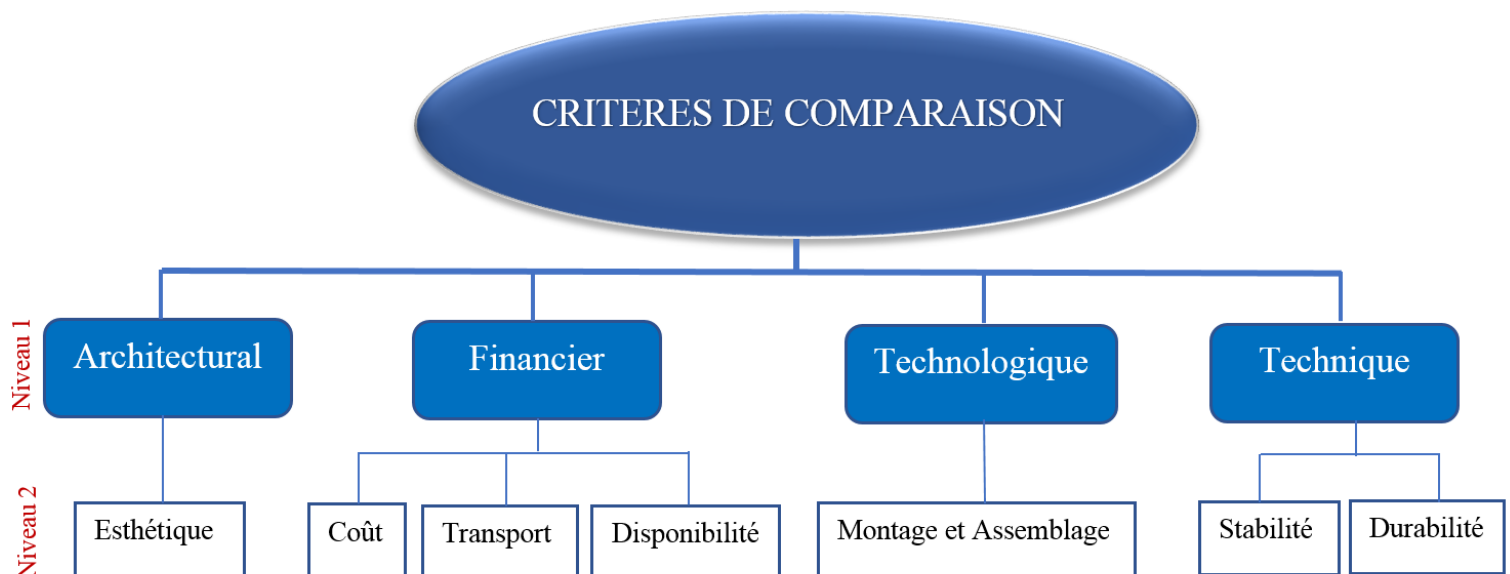 CRITERES DE COMPARAISON
Niveau 1
Architectural
Financier
Technologique
Technique
Niveau 2
Esthétique
Coût
Transport
Disponibilité
Montage et Assemblage
Stabilité
Durabilité